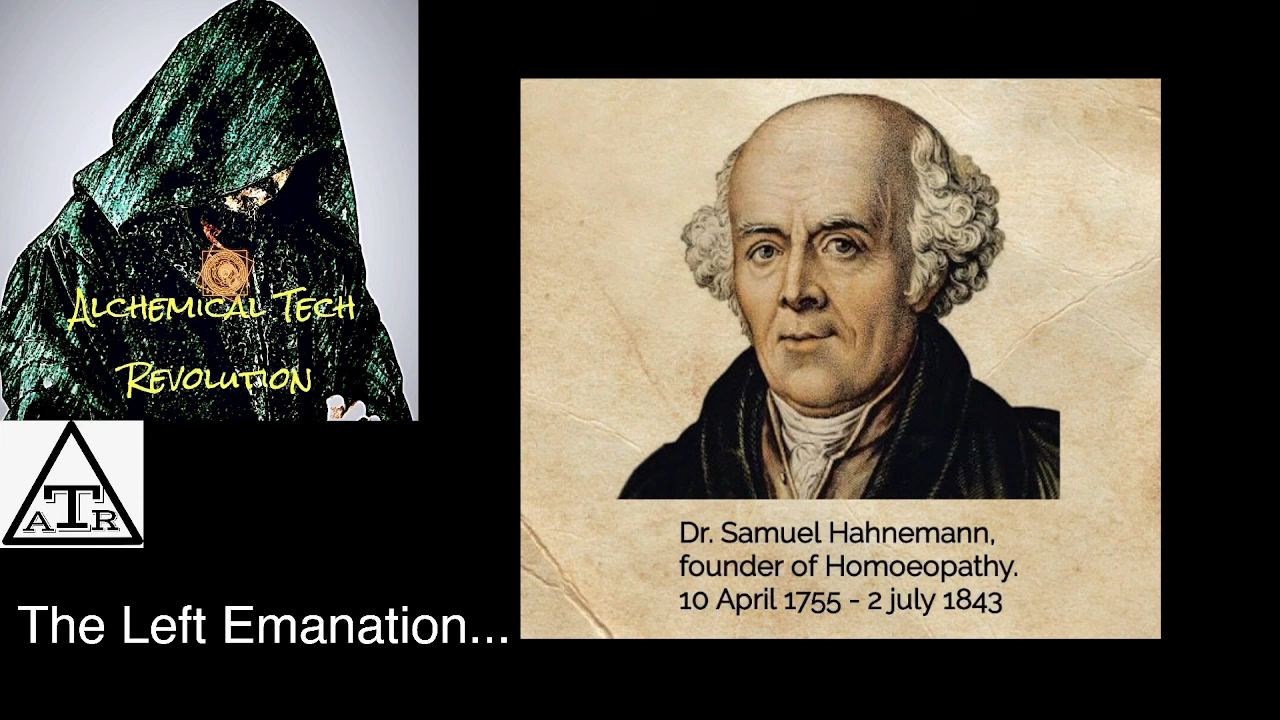 Alchemical Tech
Revolution
ATR
The Left Emanation...
Dr. Samuel Hahnemann,
founder of Homoeopathy.
10 April 1755 - 2 july 1843